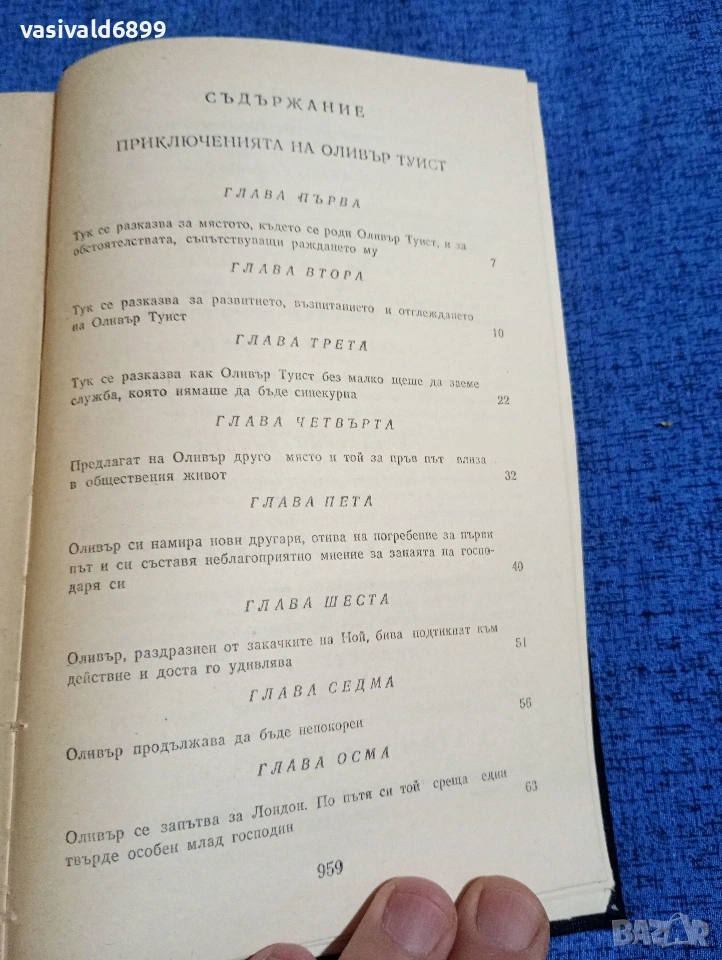 vasivald6899
СЪДЪРЖАНИЕ
ПРИКЛЮЧЕНИЯТА НА ОЛИВЪР ТУИСТ
ГЛАВА ПЪРВА
Тук се разказва за мястото, където се роди Оливър Туист, и за
обстоятелствата, съпътствуващи раждането му 7
ГЛАВА ВТОРА
Тук се разказва за развитието, възпитанието и отглеждането
на Оливър Туист 10
ГЛАВА ТРЕТА
Тук се разказва как Оливър Туист без малко щеше да заеме
служба, която нямаше да бъде синекурна 22
ГЛАВА ЧЕТВЪРТА
Предлагат на Оливър друго място и той за пръв път влиза
в обществения живот 32
ГЛАВА ПЕТА
Оливър си намира нови другари, отива на погребение за първи
път и си съставя неблагоприятно мнение за занаята на госпо-
даря си 40
ГЛАВА ШЕСТА
Оливър, раздразнен от закачките на Ной, бива подтикнат към
действие и доста го удивлява 51
ГЛАВА СЕДМА
Оливър продължава да бъде непокорен 56
ГЛАВА ОСМА
Оливър се запътва за Лондон. По пътя си той среща един
твърде особен млад господин 63
959
BAZAR